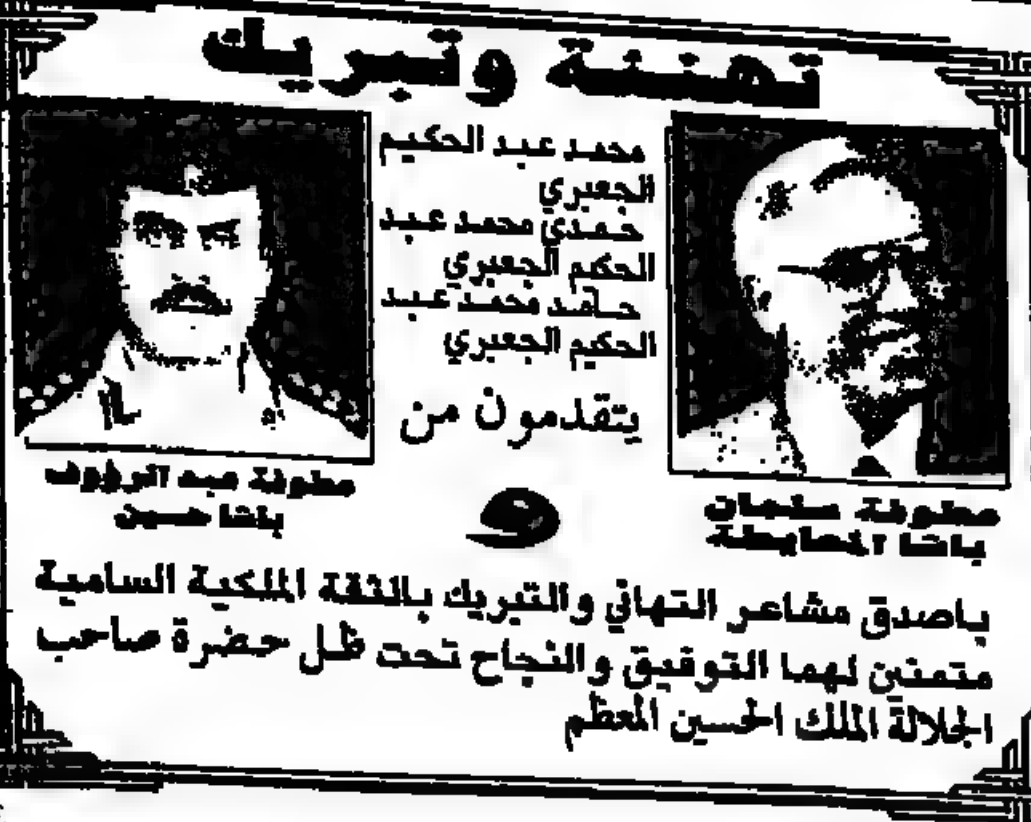 تهنئة وتبريك
محمد عبد الحكيم
الجعبري
حمدي محمد عبد
الحكيم الجعبري
حامد محمد عبد
الحكيم الجعبري
يتقدمون من
عطوفة
باشا المعايطة
و
عطوفة عبد الرؤوف
باشا حسين
باصدق مشاعر التهاني والتبريك بالثقة الملكية السامية
متمنين لهما التوفيق والنجاح تحت ظل حضرة صاحب
الجلالة الملك الحسين المعظم